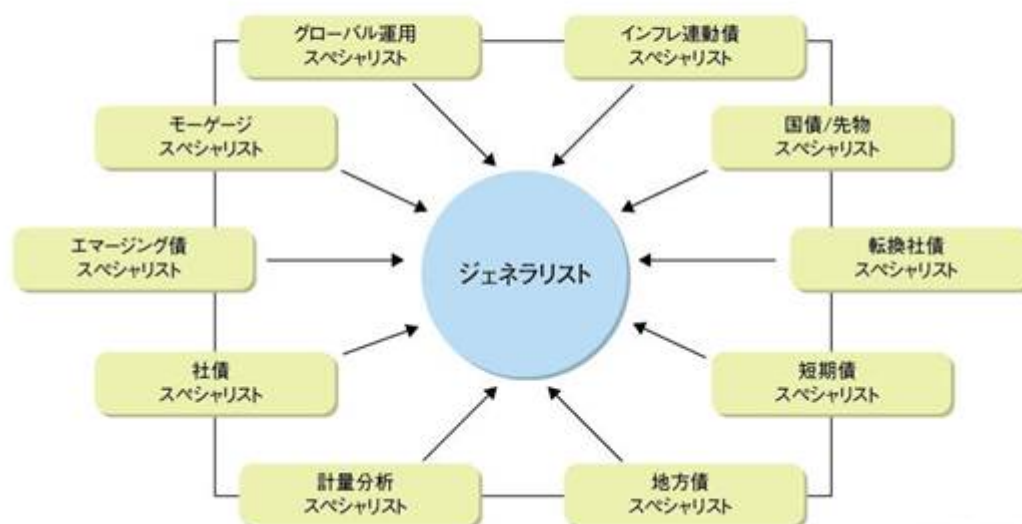 グローバル運用
スペシャリスト
インフレ連動債
スペシャリスト
モーゲージ
スペシャリスト
国債/先物
スペシャリスト
エマージング債
スペシャリスト
ジェネラリスト
転換社債
スペシャリスト
社債
スペシャリスト
短期債
スペシャリスト
計量分析
スペシャリスト
地方債
スペシャリスト